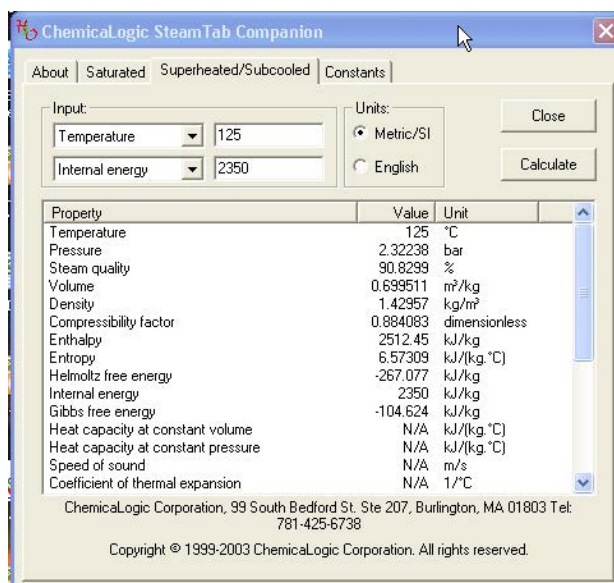 ChemicaLogic SteamTab Companion
About Saturated Superheated/Subcooled Constants
Input:
Temperature 125
Internal energy 2350
Units:
Metric/SI
English
Close
Calculate
Property Value Unit
Temperature 125 °C
Pressure 2.32238 bar
Steam quality 90.8299 %
Volume 0.699511 m³/kg
Density 1.42957 kg/m³
Compressibility factor 0.884083 dimensionless
Enthalpy 2512.45 kJ/kg
Entropy 6.57309 kJ/(kg.°C)
Helmoltz free energy -267.077 kJ/kg
Internal energy 2350 kJ/kg
Gibbs free energy -104.624 kJ/kg
Heat capacity at constant volume N/A kJ/(kg.°C)
Heat capacity at constant pressure N/A kJ/(kg.°C)
Speed of sound N/A m/s
Coefficient of thermal expansion N/A 1/°C
ChemicaLogic Corporation, 99 South Bedford St. Ste 207, Burlington, MA 01803 Tel:
781-425-6738
Copyright © 1999-2003 ChemicaLogic Corporation. All rights reserved.